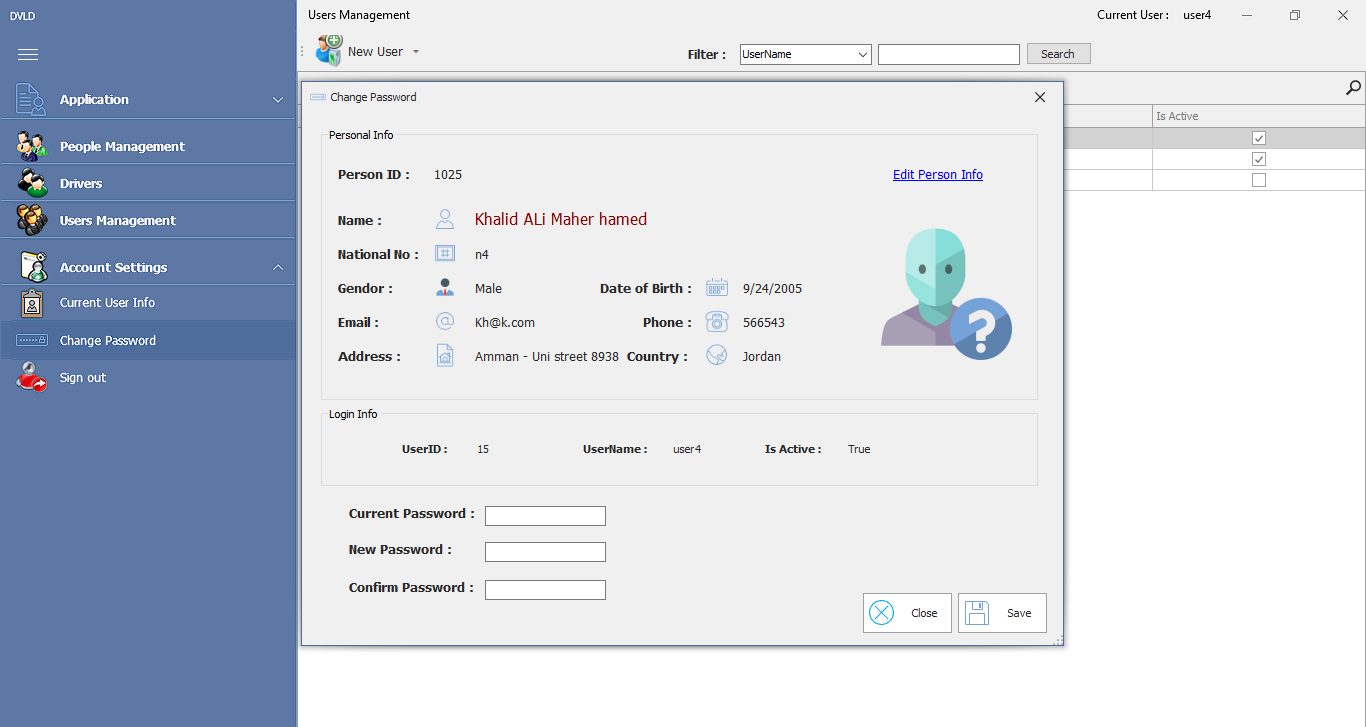 DVLD
Users Management
Current User : user4
New User
Filter : UserName Search
Application
People Management
Drivers
Users Management
Account Settings
Current User Info
Change Password
Sign out
Is Active
Change Password
Personal Info
Person ID : 1025
Edit Person Info
Name : Khalid ALi Maher hamed
National No : n4
Gendor : Male Date of Birth : 9/24/2005
Email : Kh@k.com Phone : 566543
Address : Amman - Uni street 8938 Country : Jordan
Login Info
UserID : 15 UserName : user4 Is Active : True
Current Password :
New Password :
Confirm Password :
Close Save